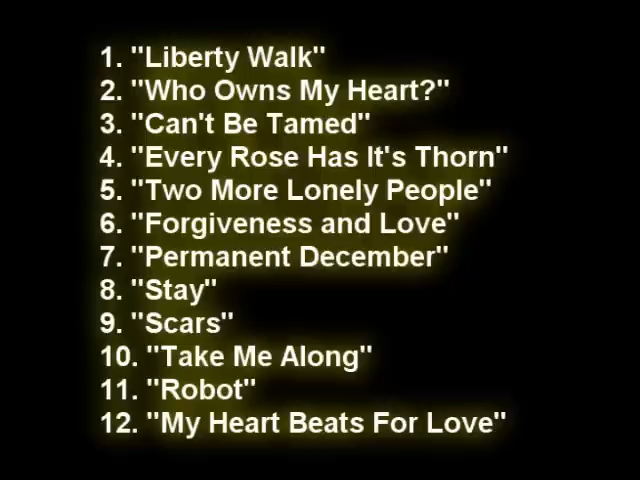 1. "Liberty Walk"
2. "Who Owns My Heart?"
3. "Can't Be Tamed"
4. "Every Rose Has It's Thorn"
5. "Two More Lonely People"
6. "Forgiveness and Love"
7. "Permanent December"
8. "Stay"
9. "Scars"
10. "Take Me Along"
11. "Robot"
12. "My Heart Beats For Love"